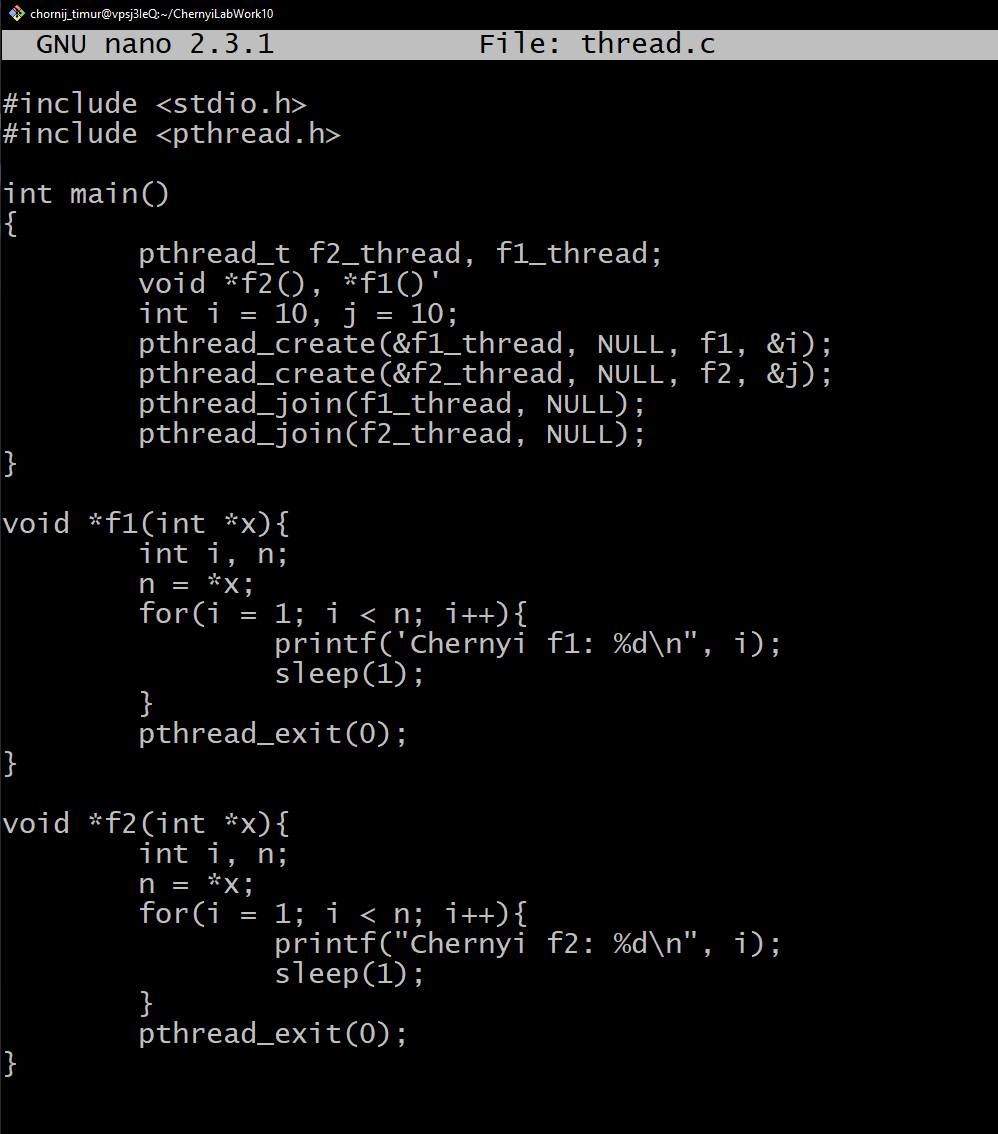 chornij_timur@vpsj3leQ:~/ChernyiLabWork10
GNU nano 2.3.1 File: thread.c
#include <stdio.h>
#include <pthread.h>
int main()
{
pthread_t f2_thread, f1_thread;
void *f2(), *f1()'
int i = 10, j = 10;
pthread_create(&f1_thread, NULL, f1, &i);
pthread_create(&f2_thread, NULL, f2, &j);
pthread_join(f1_thread, NULL);
pthread_join(f2_thread, NULL);
}
void *f1(int *x){
int i, n;
n = *x;
for(i = 1; i < n; i++){
printf('Chernyi f1: %d\n", i);
sleep(1);
}
pthread_exit(0);
}
void *f2(int *x){
int i, n;
n = *x;
for(i = 1; i < n; i++){
printf("Chernyi f2: %d\n", i);
sleep(1);
}
pthread_exit(0);
}